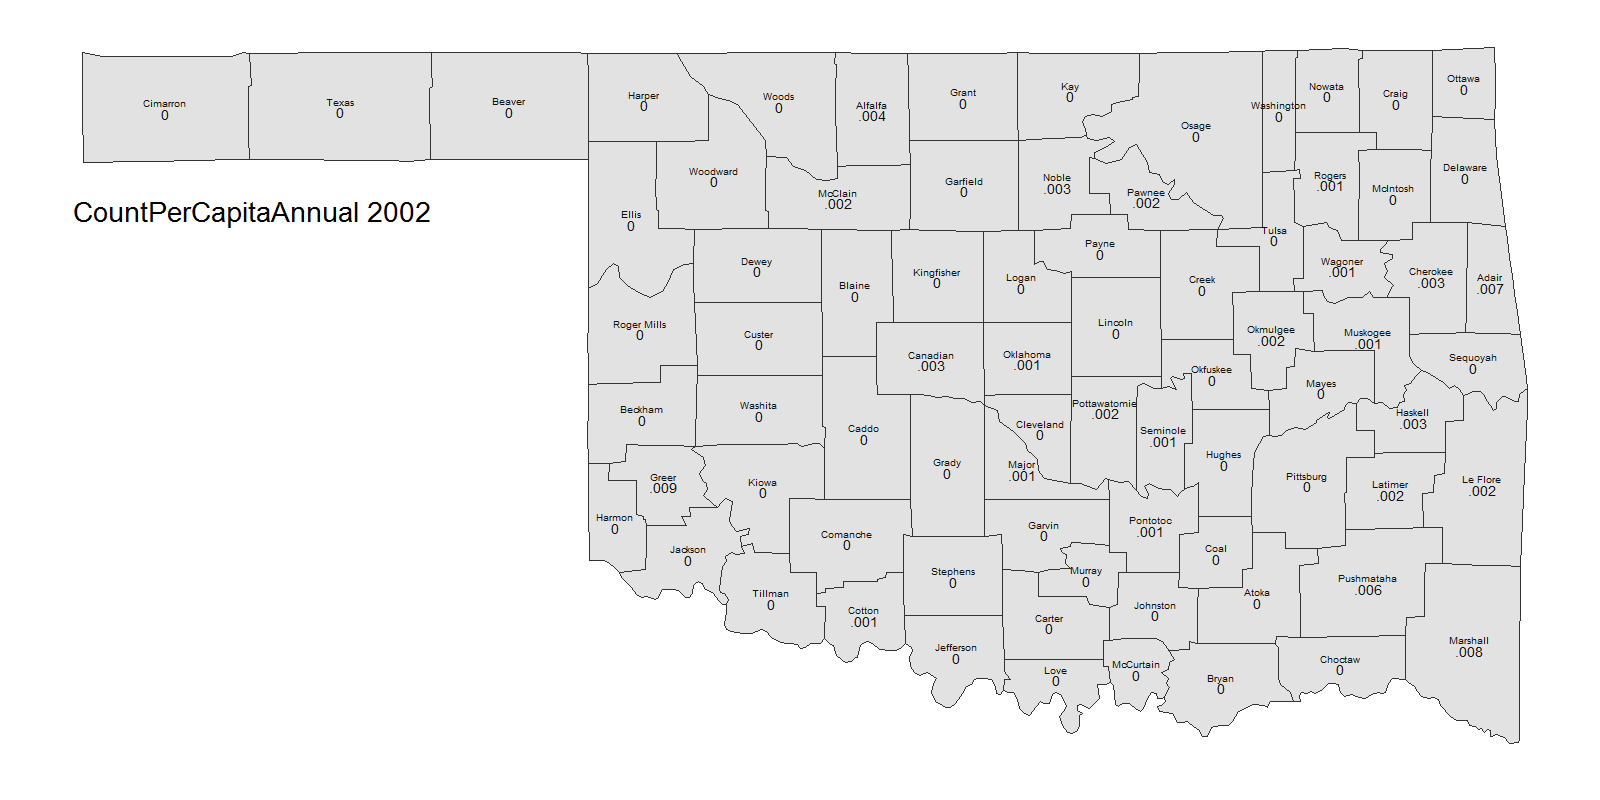 Cimarron
0
Texas
0
Beaver
0
Harper
0
Woods
0
Alfalfa
.004
Grant
0
Kay
0
Osage
0
Washington
0
Nowata
0
Craig
0
Ottawa
0
Woodward
0
McClain
.002
Garfield
0
Noble
.003
Pawnee
.002
Rogers
.001
McIntosh
0
Delaware
0
CountPerCapitaAnnual 2002
Ellis
0
Tulsa
0
Dewey
0
Blaine
0
Kingfisher
0
Logan
0
Payne
0
Creek
0
Wagoner
.001
Cherokee
.003
Adair
.007
Roger Mills
0
Custer
0
Canadian
.003
Oklahoma
.001
Lincoln
0
Okmulgee
.002
Muskogee
.001
Sequoyah
0
Okfuskee
0
Mayes
0
Beckham
0
Washita
0
Caddo
0
Cleveland
0
Pottawatomie
.002
Seminole
.001
Haskell
.003
Hughes
0
Greer
.009
Kiowa
0
Grady
0
Major
.001
Pittsburg
0
Latimer
.002
Le Flore
.002
Harmon
0
Jackson
0
Comanche
0
Garvin
0
Pontotoc
.001
Coal
0
Tillman
0
Cotton
.001
Stephens
0
Murray
0
Johnston
0
Atoka
0
Pushmataha
.006
Carter
0
Jefferson
0
Love
0
McCurtain
0
Bryan
0
Choctaw
0
Marshall
.008